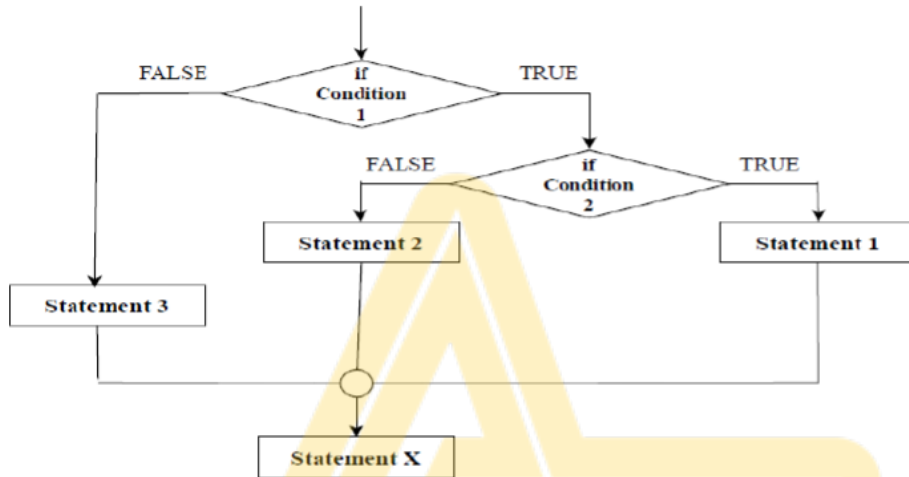 FALSE
if
Condition
1
TRUE
FALSE
if
Condition
2
TRUE
Statement 2
Statement 1
Statement 3
Statement X